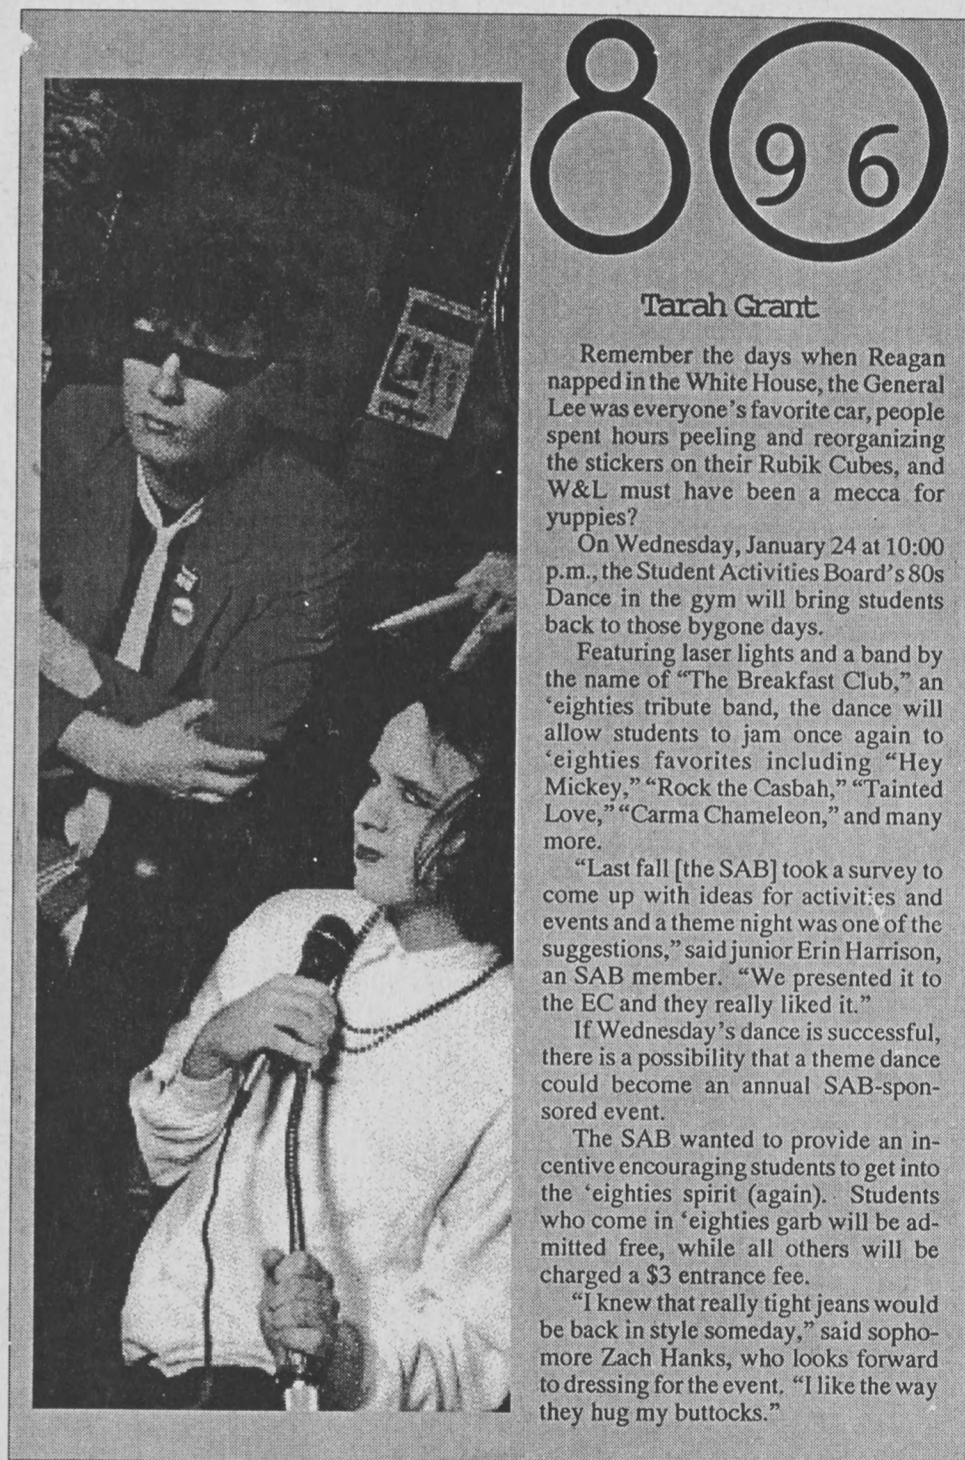 80
96
Tarah Grant
Remember the days when Reagan
napped in the White House, the General
Lee was everyone's favorite car, people
spent hours peeling and reorganizing
the stickers on their Rubik Cubes, and
W&L must have been a mecca for
yuppies?
On Wednesday, January 24 at 10:00
p.m., the Student Activities Board's 80s
Dance in the gym will bring students
back to those bygone days.
Featuring laser lights and a band by
the name of "The Breakfast Club," an
'eighties tribute band, the dance will
allow students to jam once again to
'eighties favorites including "Hey
Mickey," "Rock the Casbah," "Tainted
Love," "Carma Chameleon," and many
more.
"Last fall [the SAB] took a survey to
come up with ideas for activities and
events and a theme night was one of the
suggestions," said junior Erin Harrison,
an SAB member. "We presented it to
the EC and they really liked it."
If Wednesday's dance is successful,
there is a possibility that a theme dance
could become an annual SAB-spon-
sored event.
The SAB wanted to provide an in-
centive encouraging students to get into
the 'eighties spirit (again). Students
who come in 'eighties garb will be ad-
mitted free, while all others will be
charged a $3 entrance fee.
"I knew that really tight jeans would
be back in style someday," said sopho-
more Zach Hanks, who looks forward
to dressing for the event. "I like the way
they hug my buttocks."